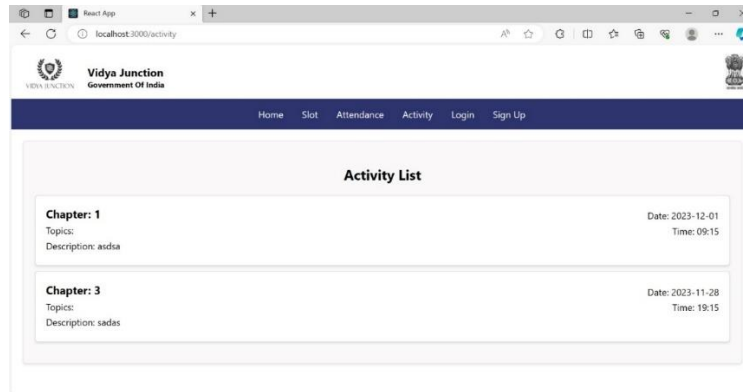 React App
localhost:3000/activity
VIDYA JUNCTION
Vidya Junction
Government Of India
Home Slot Attendance Activity Login Sign Up
Activity List
Chapter: 1
Date: 2023-12-01
Topics:
Time: 09:15
Description: asdsa
Chapter: 3
Date: 2023-11-28
Topics:
Time: 19:15
Description: sadas